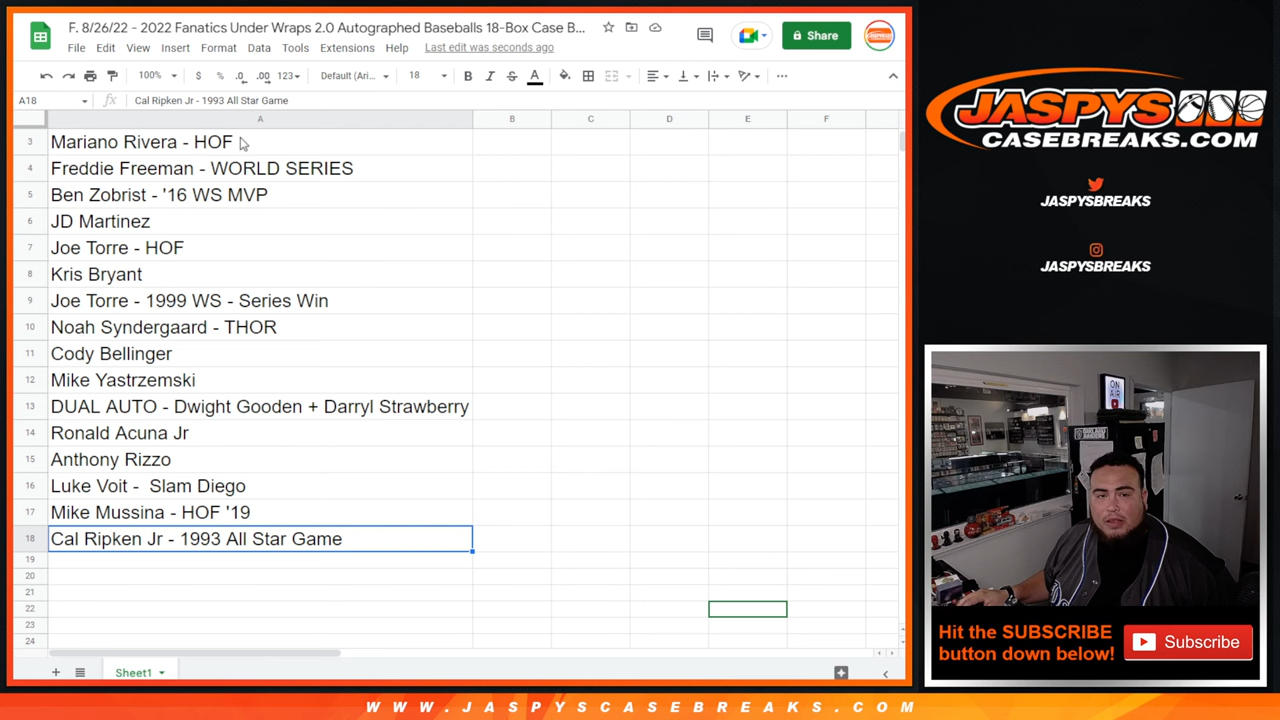 F. 8/26/22 - 2022 Fanatics Under Wraps 2.0 Autographed Baseballs 18-Box Case B...
File Edit View Insert Format Data Tools Extensions Help Last edit was seconds ago
Share
100% $ % .0 .00 123 Default (Ari... 18 B I S A
A18 fx Cal Ripken Jr - 1993 All Star Game
A B C D E F
3 Mariano Rivera - HOF
4 Freddie Freeman - WORLD SERIES
5 Ben Zobrist - '16 WS MVP
6 JD Martinez
7 Joe Torre - HOF
8 Kris Bryant
9 Joe Torre - 1999 WS - Series Win
10 Noah Syndergaard - THOR
11 Cody Bellinger
12 Mike Yastrzemski
13 DUAL AUTO - Dwight Gooden + Darryl Strawberry
14 Ronald Acuna Jr
15 Anthony Rizzo
16 Luke Voit - Slam Diego
17 Mike Mussina - HOF '19
18 Cal Ripken Jr - 1993 All Star Game
19
20
21
22
23
24
Sheet1
JASPYS
CASEBREAKS.COM
JASPYSBREAKS
JASPYSBREAKS
ON AIR
Hit the SUBSCRIBE
button down below!
Subscribe
WWW.JASPYSCASEBREAKS.COM